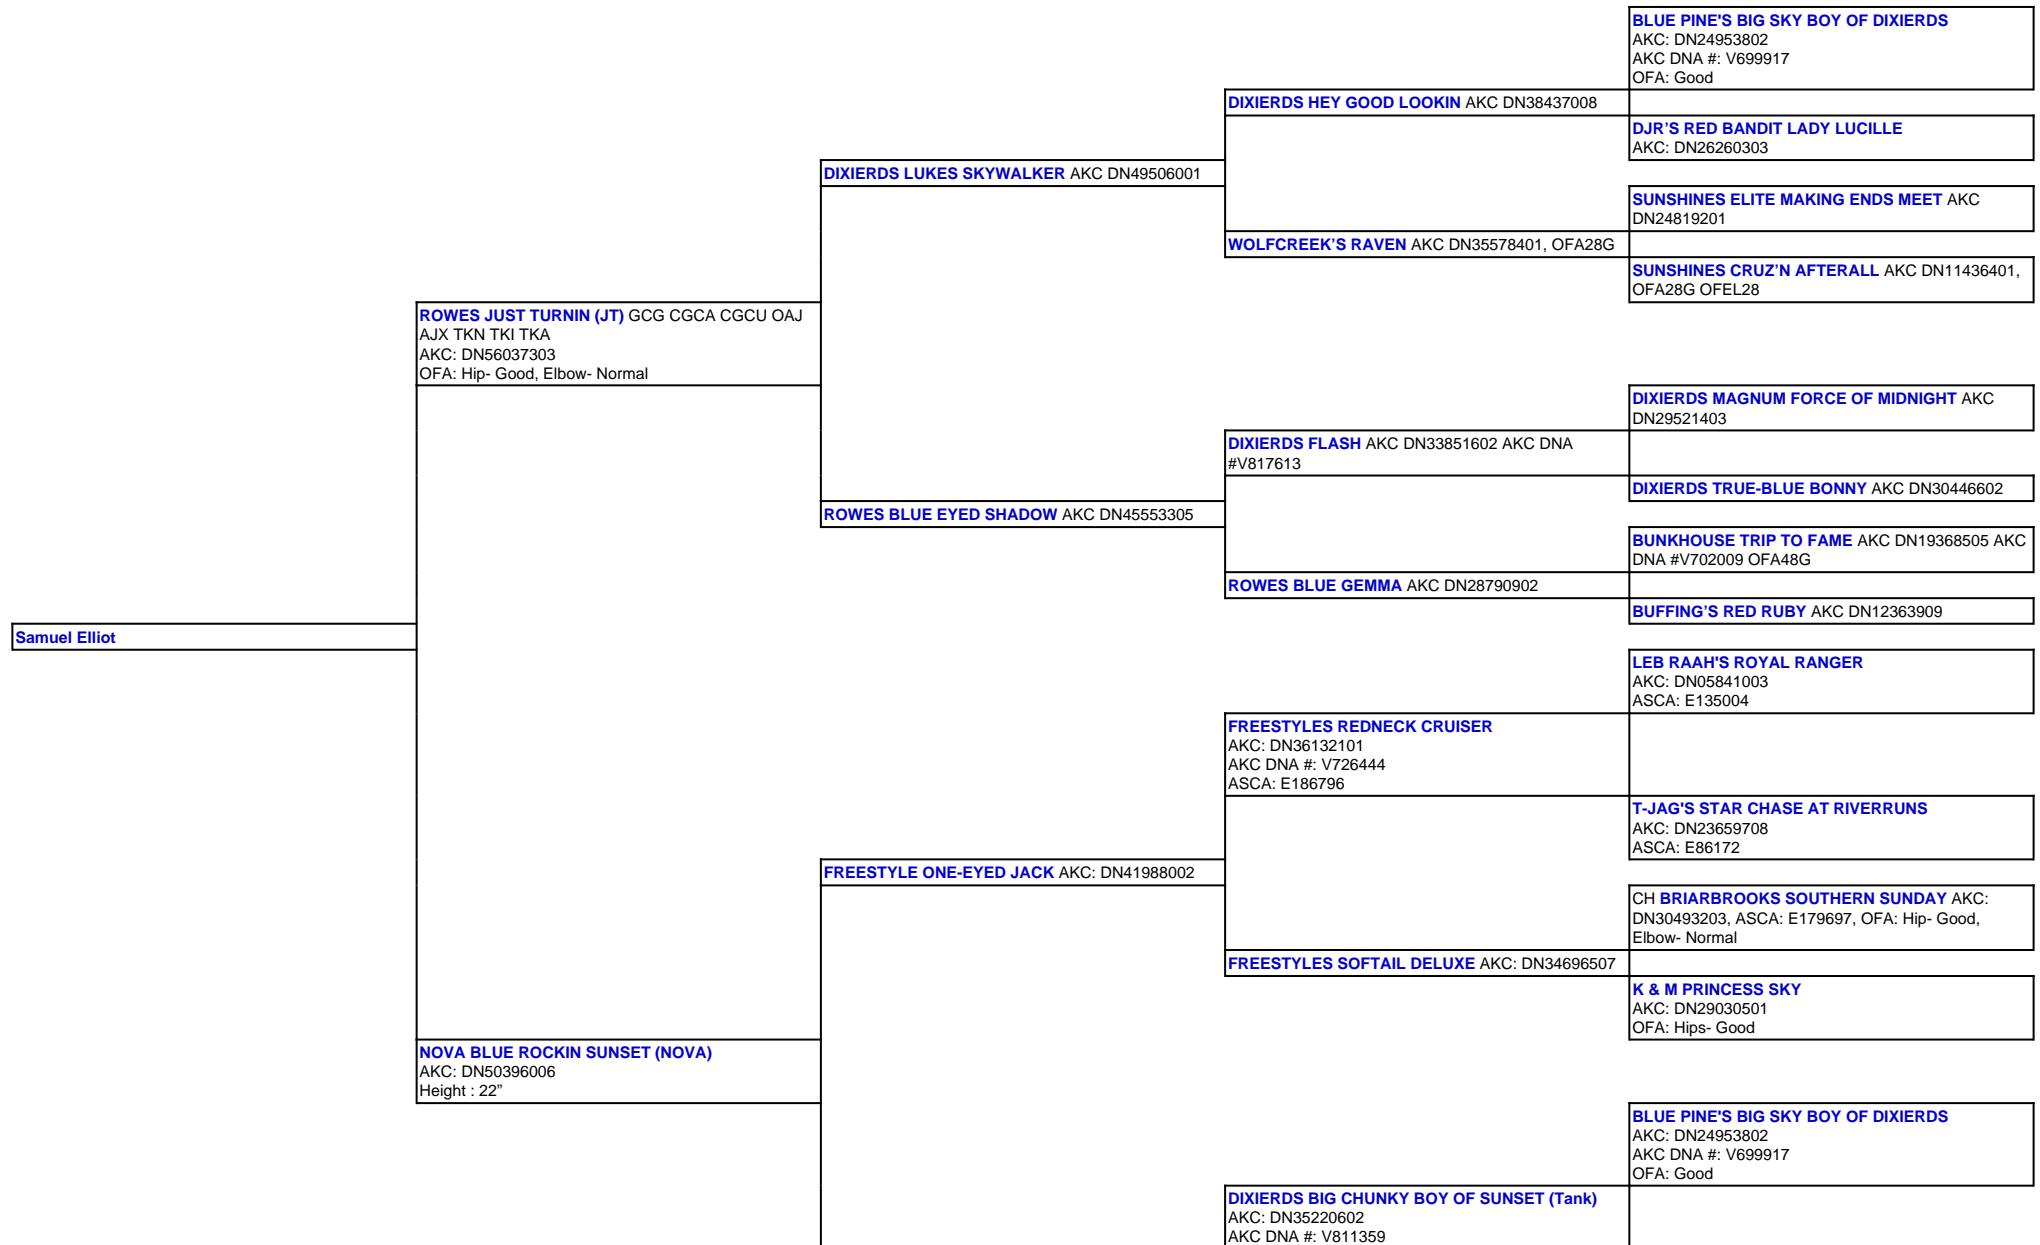 BLUE PINE'S BIG SKY BOY OF DIXIERDS
AKC: DN24953802
AKC DNA #: V699917
OFA: Good
DIXIERDS HEY GOOD LOOKIN AKC DN38437008
DJR'S RED BANDIT LADY LUCILLE
AKC: DN26260303
DIXIERDS LUKES SKYWALKER AKC DN49506001
SUNSHINES ELITE MAKING ENDS MEET AKC
DN24819201
WOLFCREEK'S RAVEN AKC DN35578401, OFA28G
SUNSHINES CRUZ'N AFTERALL AKC DN11436401,
OFA28G OFEL28
ROWES JUST TURNIN (JT) GCG CGCA CGCU OAJ
AJX TKN TKI TKA
AKC: DN56037303
OFA: Hip- Good, Elbow- Normal
DIXIERDS MAGNUM FORCE OF MIDNIGHT AKC
DN29521403
DIXIERDS FLASH AKC DN33851602 AKC DNA
#V817613
DIXIERDS TRUE-BLUE BONNY AKC DN30446602
ROWES BLUE EYED SHADOW AKC DN45553305
BUNKHOUSE TRIP TO FAME AKC DN19368505 AKC
DNA #V702009 OFA48G
ROWES BLUE GEMMA AKC DN28790902
BUFFING'S RED RUBY AKC DN12363909
Samuel Elliot
LEB RAAH'S ROYAL RANGER
AKC: DN05841003
ASCA: E135004
FREESTYLES REDNECK CRUISER
AKC: DN36132101
AKC DNA #: V726444
ASCA: E186796
T-JAG'S STAR CHASE AT RIVERRUNS
AKC: DN23659708
ASCA: E86172
FREESTYLE ONE-EYED JACK AKC: DN41988002
CH BRIARBROOKS SOUTHERN SUNDAY AKC:
DN30493203, ASCA: E179697, OFA: Hip- Good,
Elbow- Normal
FREESTYLES SOFTAIL DELUXE AKC: DN34696507
K & M PRINCESS SKY
AKC: DN29030501
OFA: Hips- Good
NOVA BLUE ROCKIN SUNSET (NOVA)
AKC: DN50396006
Height : 22”
BLUE PINE'S BIG SKY BOY OF DIXIERDS
AKC: DN24953802
AKC DNA #: V699917
OFA: Good
DIXIERDS BIG CHUNKY BOY OF SUNSET (Tank)
AKC: DN35220602
AKC DNA #: V811359